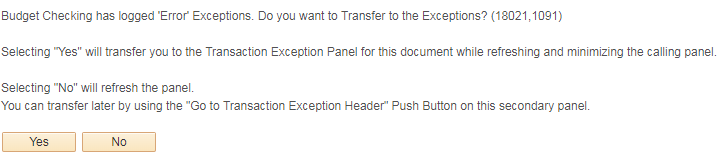 Budget Checking has logged 'Error' Exceptions. Do you want to Transfer to the Exceptions? (18021,1091)
Selecting "Yes" will transfer you to the Transaction Exception Panel for this document while refreshing and minimizing the calling panel.
Selecting "No" will refresh the panel.
You can transfer later by using the "Go to Transaction Exception Header" Push Button on this secondary panel.
Yes No